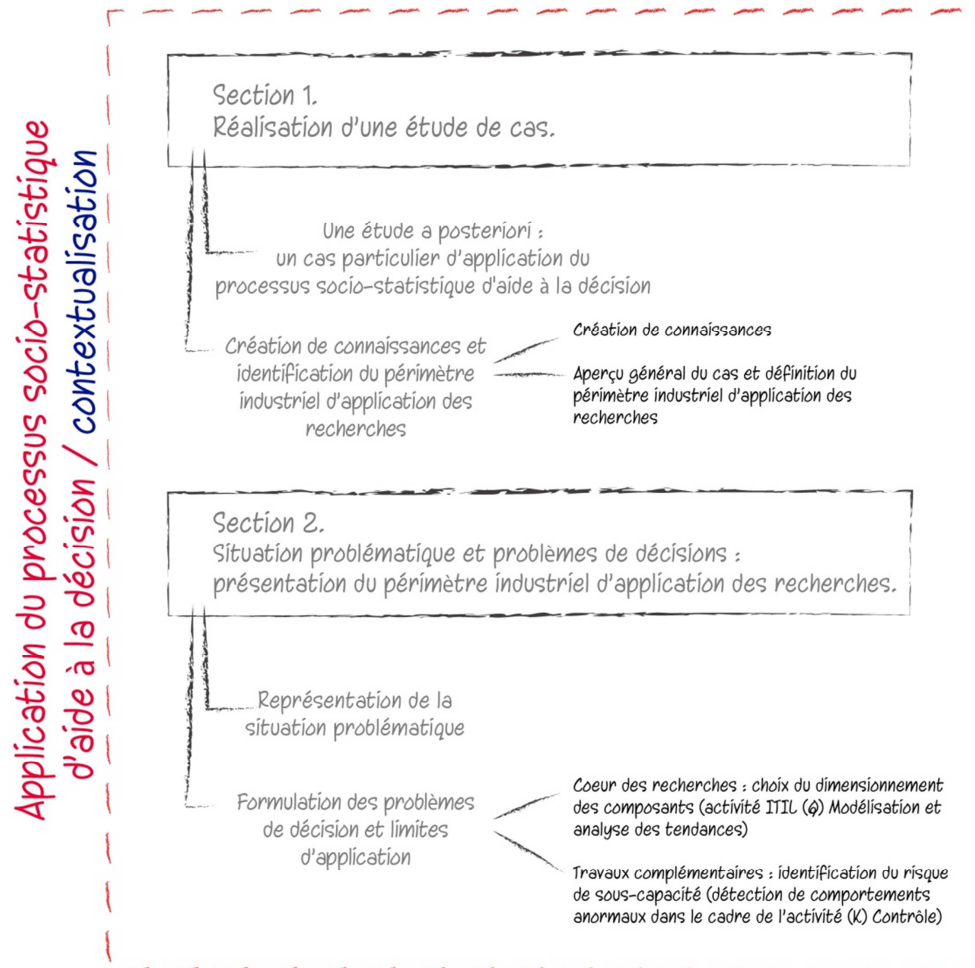 Application du processus socio-statistique
d'aide à la décision / contextualisation
Section 1.
Réalisation d'une étude de cas.
Une étude a posteriori :
un cas particulier d'application du
processus socio-statistique d'aide à la décision
Création de connaissances et
identification du périmètre
industriel d'application des
recherches
Création de connaissances
Aperçu général du cas et définition du
périmètre industriel d'application des
recherches
Section 2.
Situation problématique et problèmes de décisions :
présentation du périmètre industriel d'application des recherches.
Représentation de la
situation problématique
Formulation des problèmes
de décision et limites
d'application
Coeur des recherches : choix du dimensionnement
des composants (activité ITIL (Q) Modélisation et
analyse des tendances)
Travaux complémentaires : identification du risque
de sous-capacité (détection de comportements
anormaux dans le cadre de l'activité (K) Contrôle)